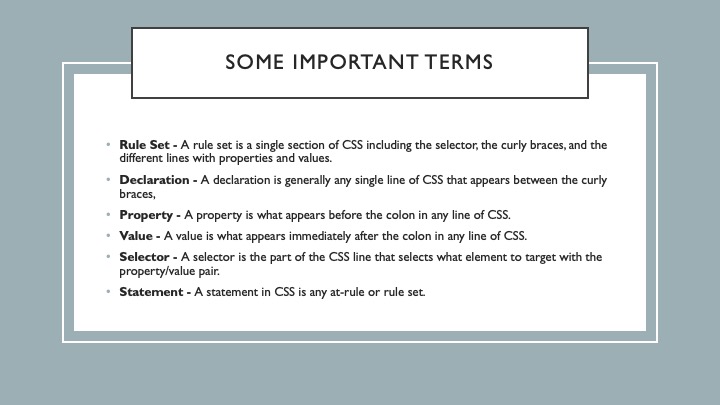 SOME IMPORTANT TERMS
• Rule Set - A rule set is a single section of CSS including the selector, the curly braces, and the
different lines with properties and values.
• Declaration - A declaration is generally any single line of CSS that appears between the curly
braces,
• Property - A property is what appears before the colon in any line of CSS.
• Value - A value is what appears immediately after the colon in any line of CSS.
• Selector - A selector is the part of the CSS line that selects what element to target with the
property/value pair.
• Statement - A statement in CSS is any at-rule or rule set.